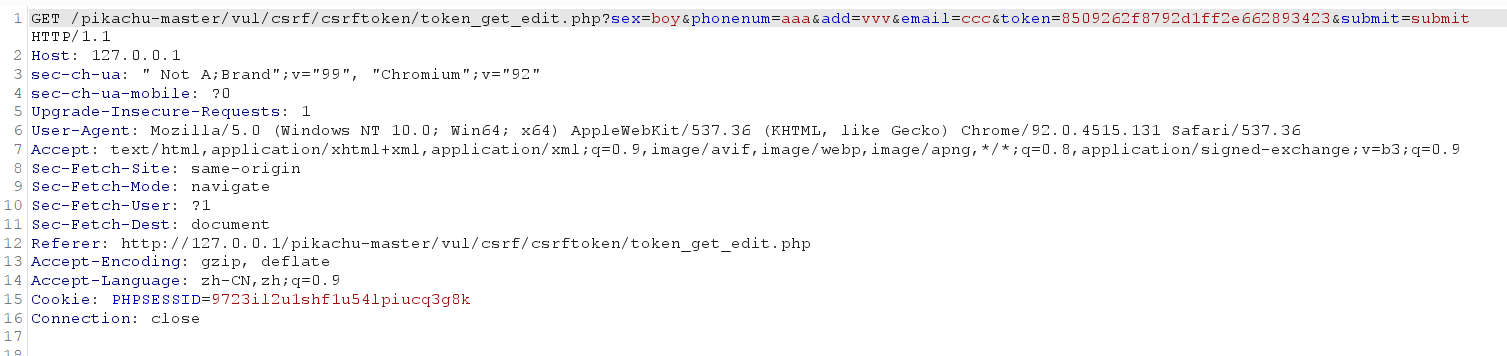 1 GET /pikachu-master/vul/csrf/csrftoken/token_get_edit.php?sex=boy&phonenum=aaa&add=vvv&email=ccc&token=8509262f8792d1ff2e662893423&submit=submit
HTTP/1.1
2 Host: 127.0.0.1
3 sec-ch-ua: " Not A;Brand";v="99", "Chromium";v="92"
4 sec-ch-ua-mobile: ?0
5 Upgrade-Insecure-Requests: 1
6 User-Agent: Mozilla/5.0 (Windows NT 10.0; Win64; x64) AppleWebKit/537.36 (KHTML, like Gecko) Chrome/92.0.4515.131 Safari/537.36
7 Accept: text/html,application/xhtml+xml,application/xml;q=0.9,image/avif,image/webp,image/apng,*/*;q=0.8,application/signed-exchange;v=b3;q=0.9
8 Sec-Fetch-Site: same-origin
9 Sec-Fetch-Mode: navigate
10 Sec-Fetch-User: ?1
11 Sec-Fetch-Dest: document
12 Referer: http://127.0.0.1/pikachu-master/vul/csrf/csrftoken/token_get_edit.php
13 Accept-Encoding: gzip, deflate
14 Accept-Language: zh-CN,zh;q=0.9
15 Cookie: PHPSESSID=9723il2u1shf1u54lpiucq3g8k
16 Connection: close
17
18